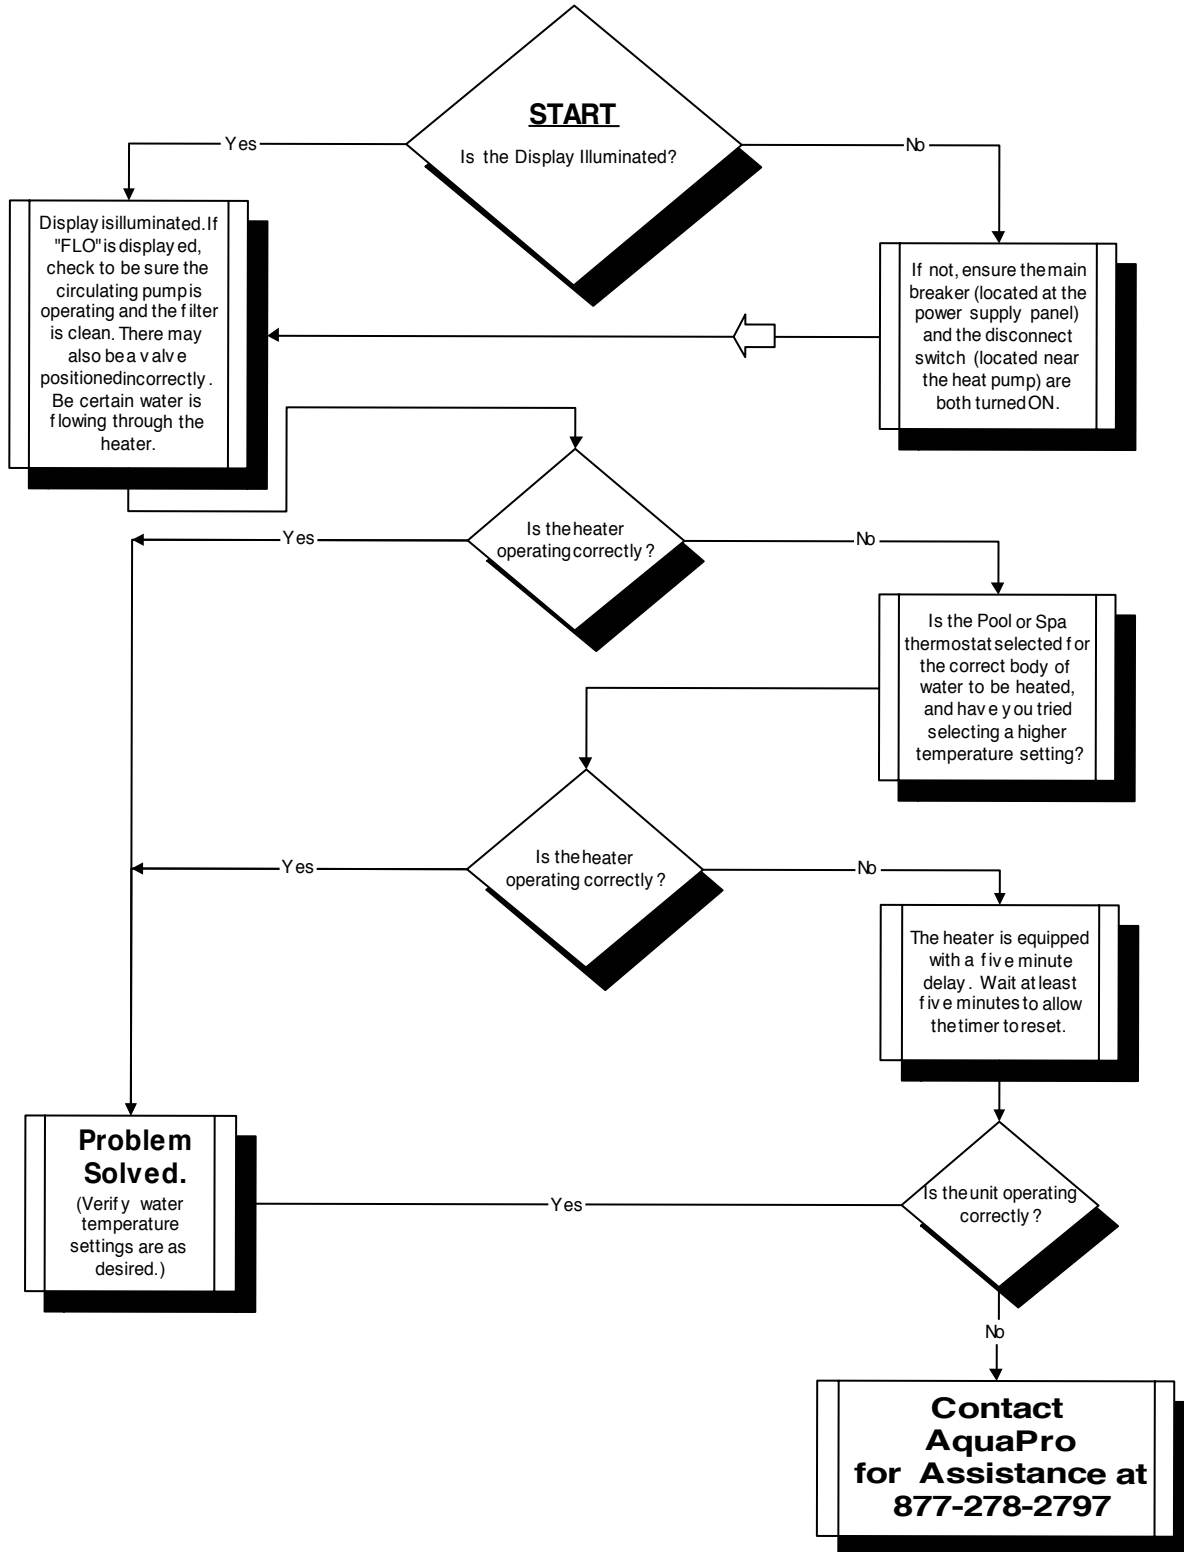 START
Is the Display Illuminated?
Yes
No
Display is illuminated. If
"FLO" is displayed,
check to be sure the
circulating pump is
operating and the filter
is clean. There may
also be a valve
positioned incorrectly.
Be certain water is
flowing through the
heater.
If not, ensure the main
breaker (located at the
power supply panel)
and the disconnect
switch (located near
the heat pump) are
both turned ON.
Is the heater
operating correctly?
Yes
No
Is the Pool or Spa
thermostat selected for
the correct body of
water to be heated,
and have you tried
selecting a higher
temperature setting?
Is the heater
operating correctly?
Yes
No
The heater is equipped
with a five minute
delay. Wait at least
five minutes to allow
the timer to reset.
Problem
Solved.
(Verify water
temperature
settings are as
desired.)
Yes
Is the unit operating
correctly?
No
Contact
AquaPro
for Assistance at
877-278-2797